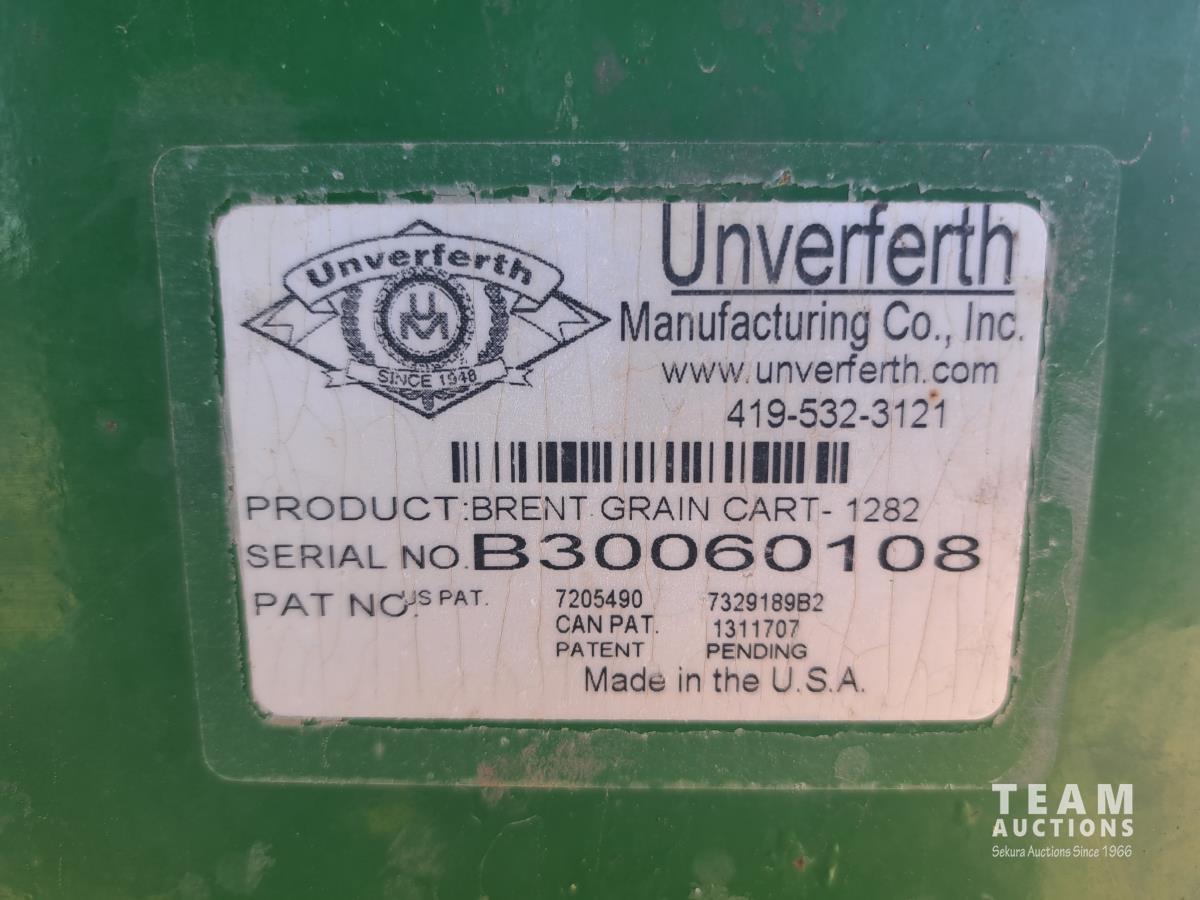 Unverferth
UM
SINCE 1948
Unverferth
Manufacturing Co., Inc.
www.unverferth.com
419-532-3121
PRODUCT:BRENT GRAIN CART- 1282
SERIAL NO.B30060108
PAT NO. US PAT. 7205490 7329189B2
CAN PAT. 1311707
PATENT PENDING
Made in the U.S.A.
TEAM
AUCTIONS
Sekura Auctions Since 1966